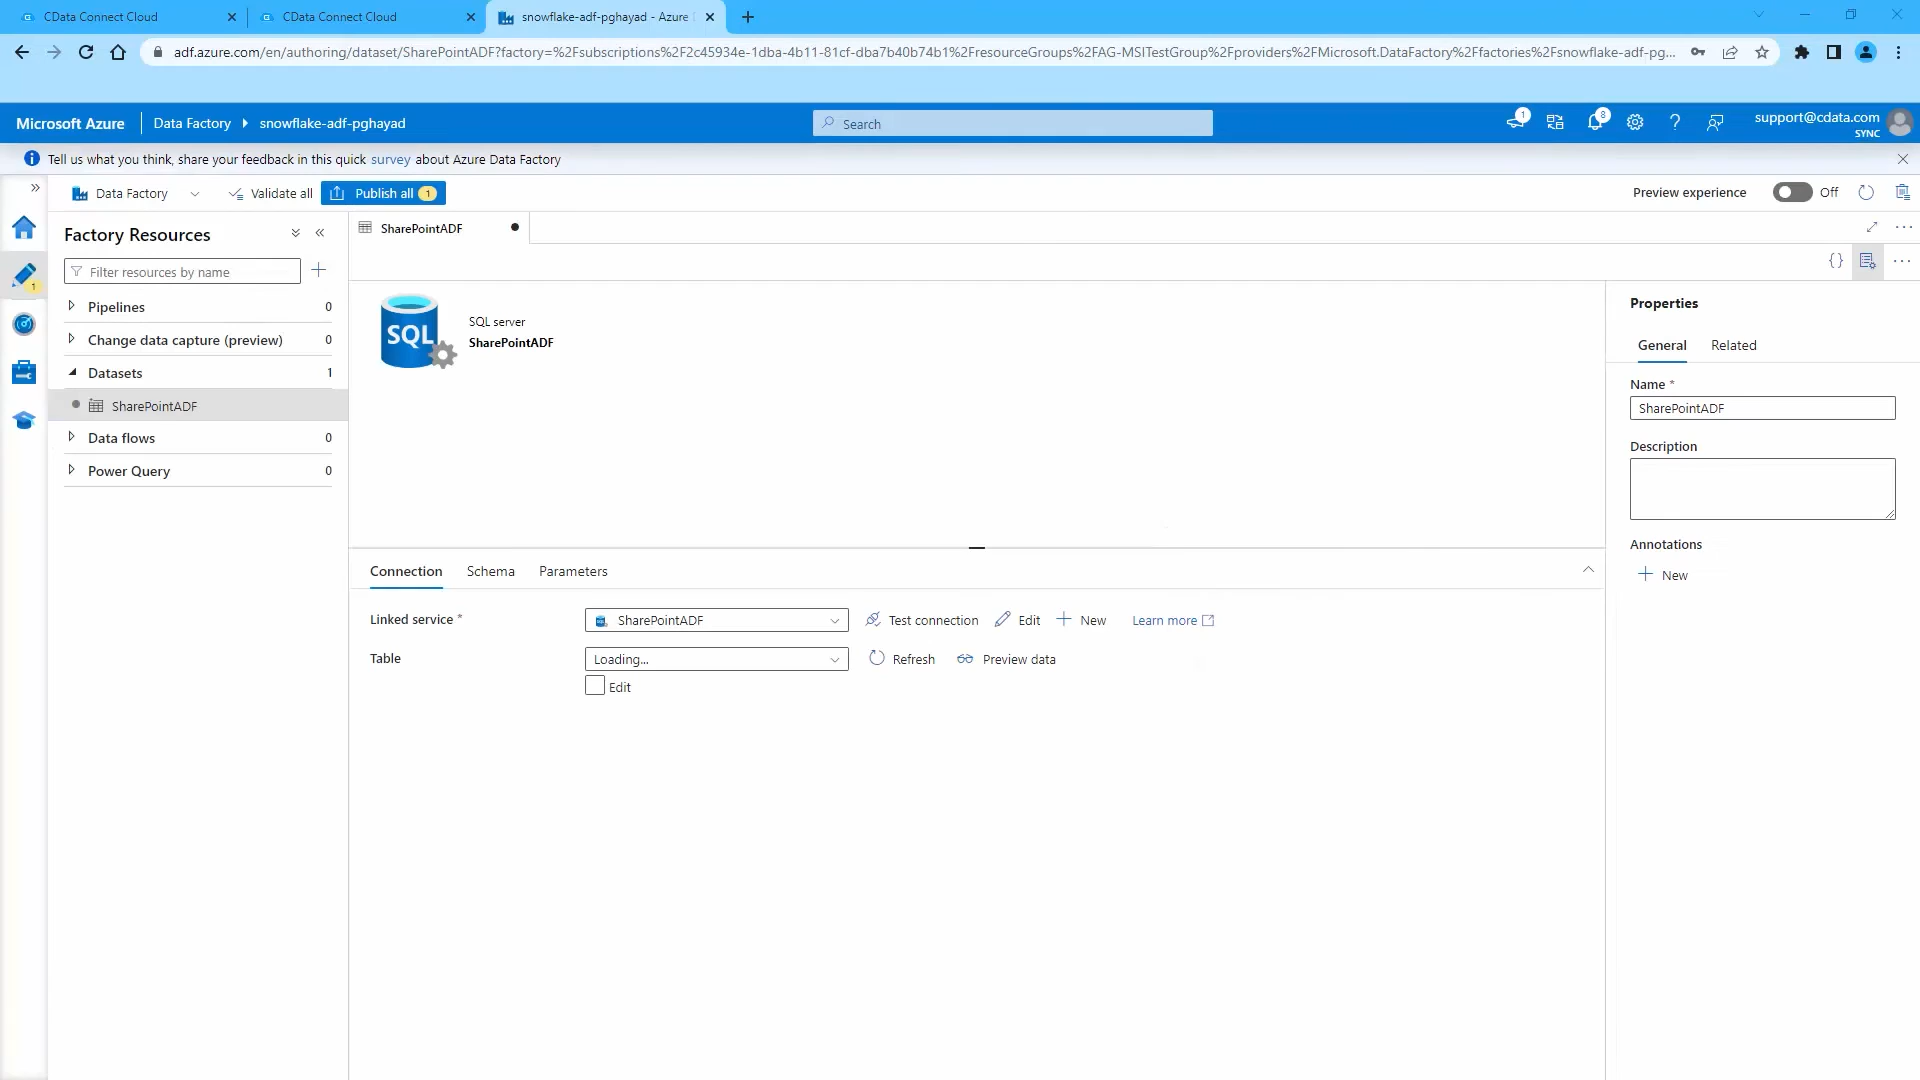 CData Connect Cloud
CData Connect Cloud
snowflake-adf-pghayad - Azure
adf.azure.com/en/authoring/dataset/SharePointADF?factory=%2Fsubscriptions%2F2c45934e-1dba-4b11-81cf-dba7b40b74b1%2FresourceGroups%2FAG-MSITestGroup%2Fproviders%2FMicrosoft.DataFactory%2Ffactories%2Fsnowflake-adf-pg...
Microsoft Azure
Data Factory
snowflake-adf-pghayad
Search
1
8
support@cdata.com
SYNC
Tell us what you think, share your feedback in this quick survey about Azure Data Factory
Data Factory
Validate all
Publish all 1
Preview experience
Off
Factory Resources
Filter resources by name
1
Pipelines 0
Change data capture (preview) 0
Datasets 1
SharePointADF
Data flows 0
Power Query 0
SharePointADF
{}
SQL
SQL server
SharePointADF
Connection
Schema
Parameters
Linked service *
SharePointADF
Test connection
Edit
New
Learn more
Table
Loading...
Refresh
Preview data
Edit
Properties
General
Related
Name *
SharePointADF
Description
Annotations
New